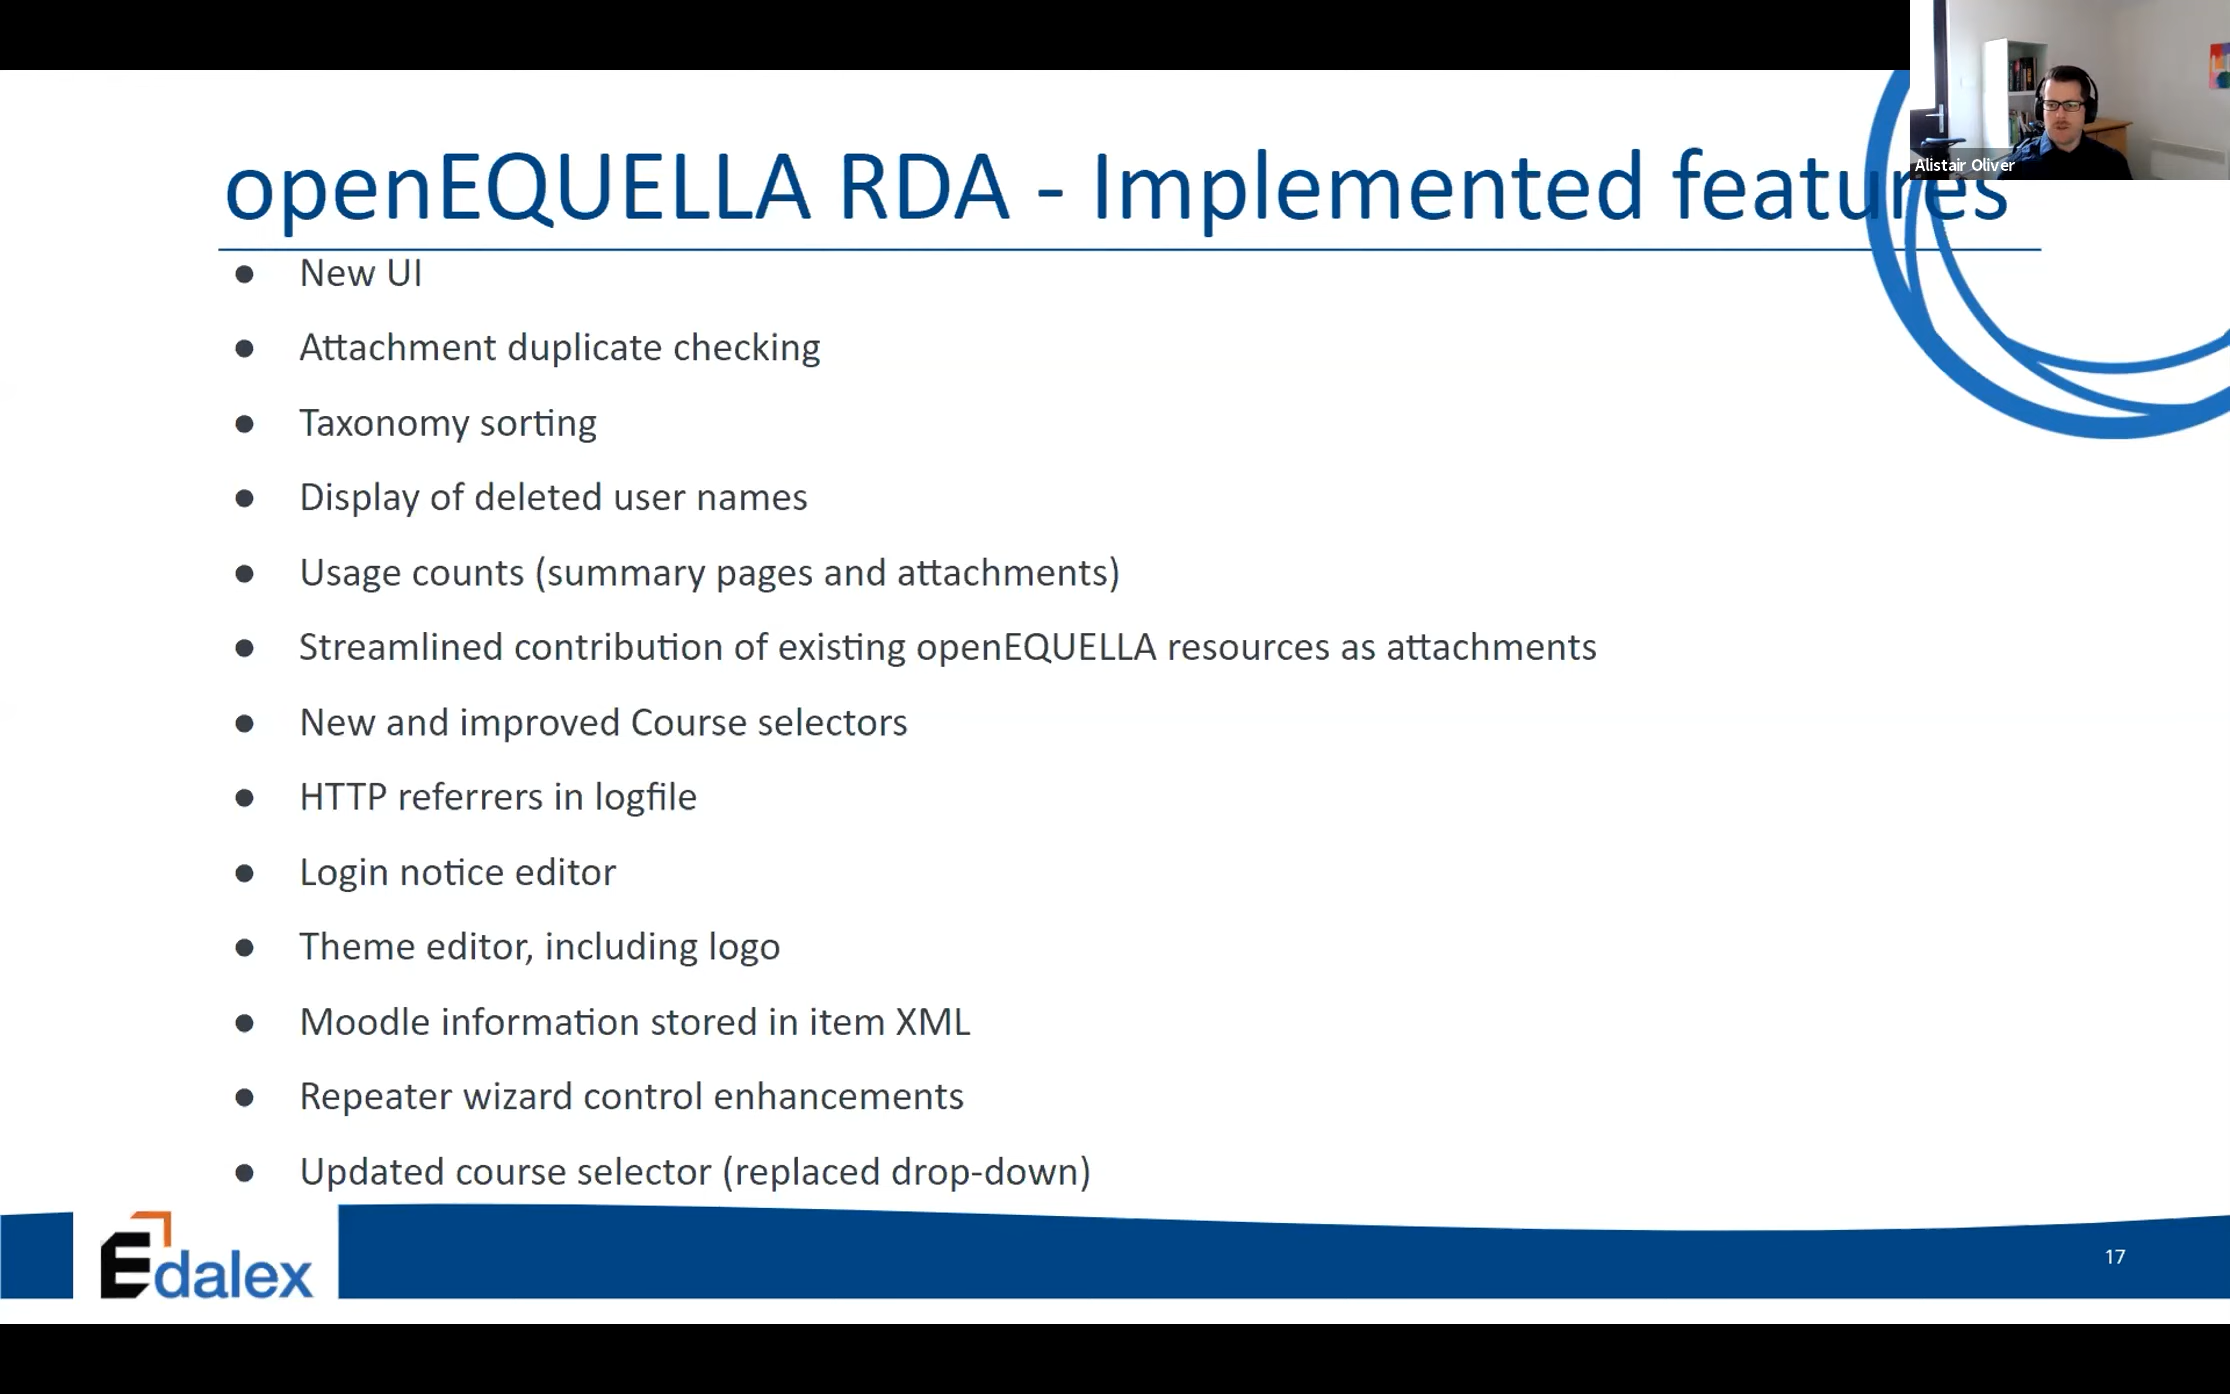 Alistair Oliver
openEQUELLA RDA - Implemented features
● New UI
● Attachment duplicate checking
● Taxonomy sorting
● Display of deleted user names
● Usage counts (summary pages and attachments)
● Streamlined contribution of existing openEQUELLA resources as attachments
● New and improved Course selectors
● HTTP referrers in logfile
● Login notice editor
● Theme editor, including logo
● Moodle information stored in item XML
● Repeater wizard control enhancements
● Updated course selector (replaced drop-down)
Edalex
17